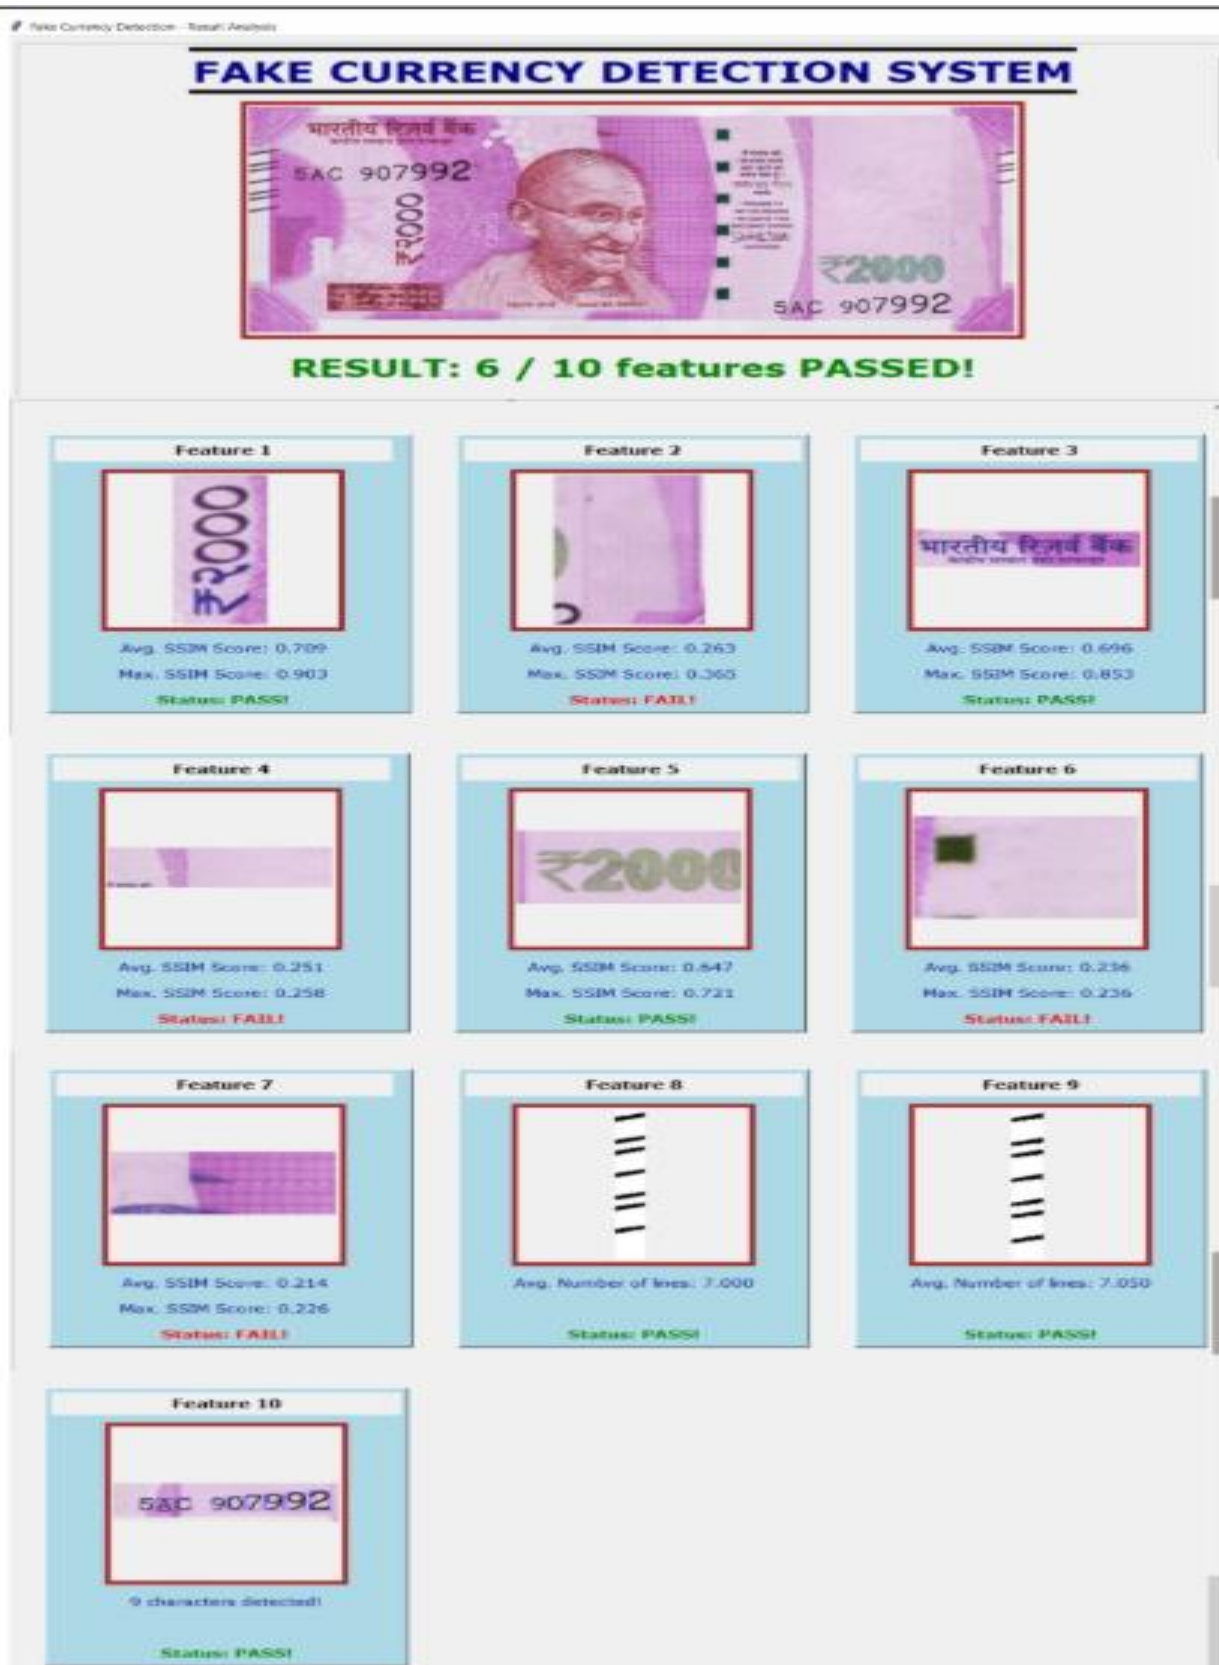 Fake Currency Detection - Result Analysis
FAKE CURRENCY DETECTION SYSTEM
भारतीय रिज़र्व बैंक
5AC 907992
₹२०००
₹2000
5AC 907992
RESULT: 6 / 10 features PASSED!
Feature 1
₹२०००
Avg. SSIM Score: 0.709
Max. SSIM Score: 0.903
Status: PASS!
Feature 2
Avg. SSIM Score: 0.263
Max. SSIM Score: 0.365
Status: FAIL!
Feature 3
भारतीय रिज़र्व बैंक
Avg. SSIM Score: 0.696
Max. SSIM Score: 0.853
Status: PASS!
Feature 4
Avg. SSIM Score: 0.251
Max. SSIM Score: 0.258
Status: FAIL!
Feature 5
₹2000
Avg. SSIM Score: 0.647
Max. SSIM Score: 0.721
Status: PASS!
Feature 6
Avg. SSIM Score: 0.236
Max. SSIM Score: 0.236
Status: FAIL!
Feature 7
Avg. SSIM Score: 0.214
Max. SSIM Score: 0.226
Status: FAIL!
Feature 8
Avg. Number of lines: 7.000
Status: PASS!
Feature 9
Avg. Number of lines: 7.050
Status: PASS!
Feature 10
5AC 907992
9 characters detected!
Status: PASS!